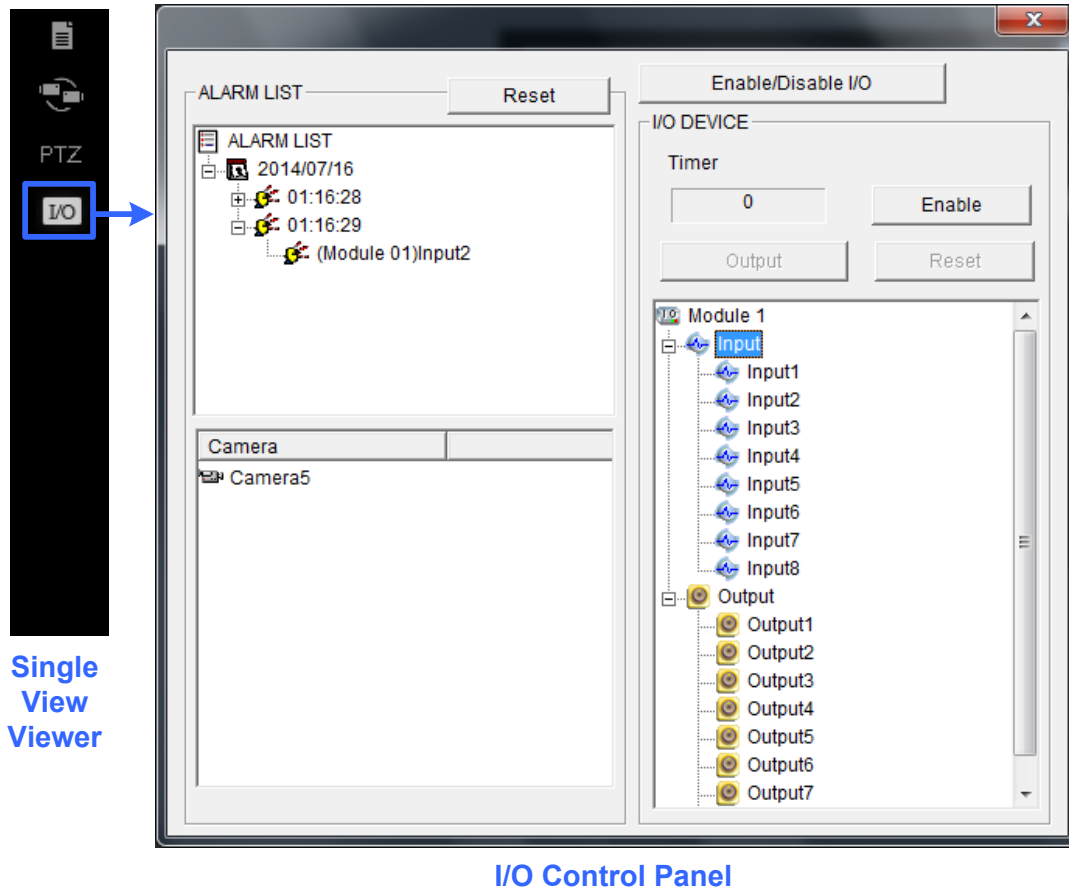 PTZ
I/O
Single
View
Viewer
x
ALARM LIST
Reset
ALARM LIST
2014/07/16
01:16:28
01:16:29
(Module 01)Input2
Camera
Camera5
Enable/Disable I/O
I/O DEVICE
Timer
0
Enable
Output
Reset
Module 1
Input
Input1
Input2
Input3
Input4
Input5
Input6
Input7
Input8
Output
Output1
Output2
Output3
Output4
Output5
Output6
Output7
I/O Control Panel